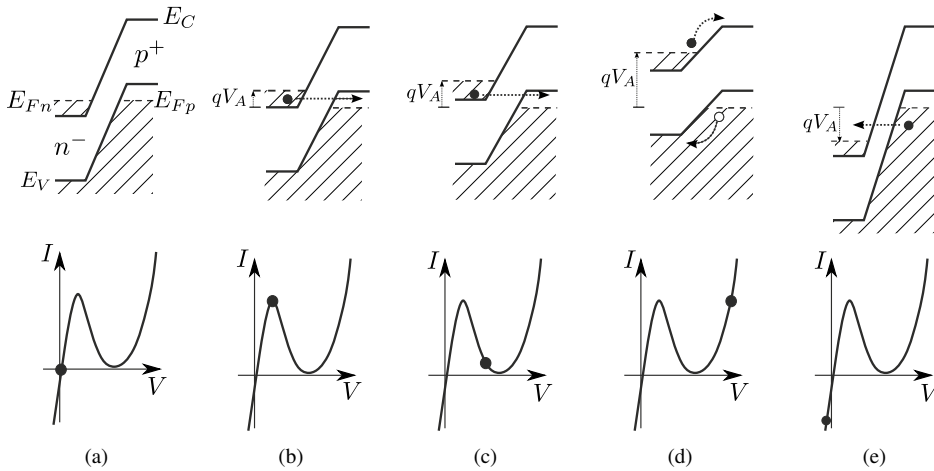 E_C
p^+
E_{Fn}
E_{Fp}
n^-
E_V
qV_A
qV_A
qV_A
qV_A
I
V
I
V
I
V
I
V
I
V
(a)
(b)
(c)
(d)
(e)